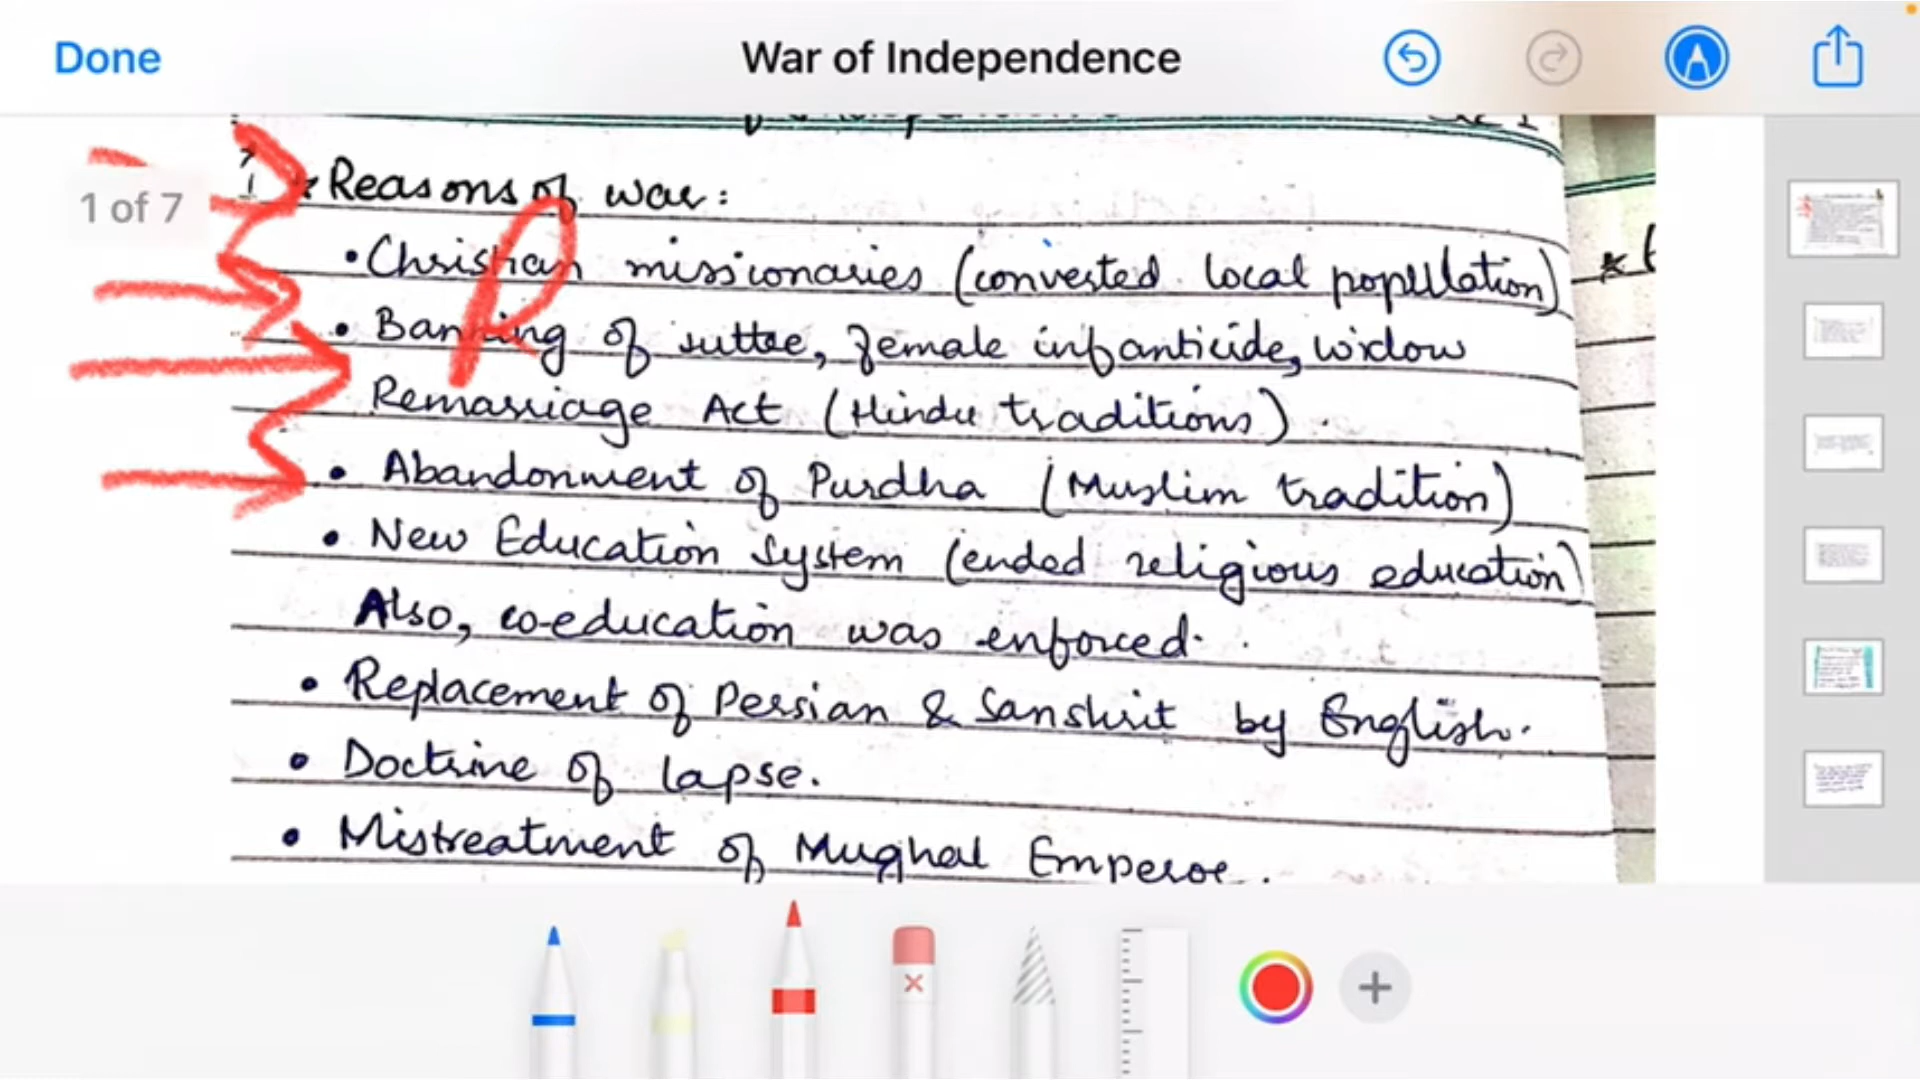 Done
War of Independence
1 of 7
* Reasons of war:
• Christian missionaries (converted local population)
• Banning of suttee, female infanticide, widow
Remarriage Act (Hindu traditions).
• Abandonment of Purdha (Muslim tradition)
• New Education System (ended religious education)
Also, co-education was enforced.
• Replacement of Persian & Sanskrit by English.
• Doctrine of lapse.
• Mistreatment of Mughal Emperor.